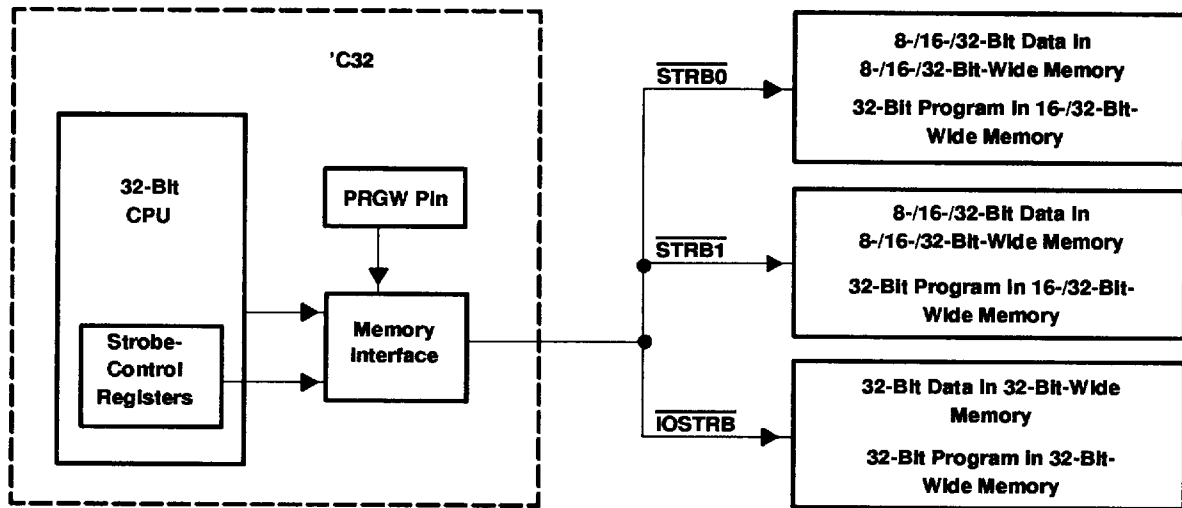 'C32
32-Bit
CPU
Strobe-
Control
Registers
PRGW Pin
Memory
Interface
STRB0
STRB1
IOSTRB
8-/16-/32-Bit Data in
8-/16-/32-Bit-Wide Memory
32-Bit Program in 16-/32-Bit-
Wide Memory
8-/16-/32-Bit Data in
8-/16-/32-Bit-Wide Memory
32-Bit Program in 16-/32-Bit-
Wide Memory
32-Bit Data in 32-Bit-Wide
Memory
32-Bit Program in 32-Bit-
Wide Memory